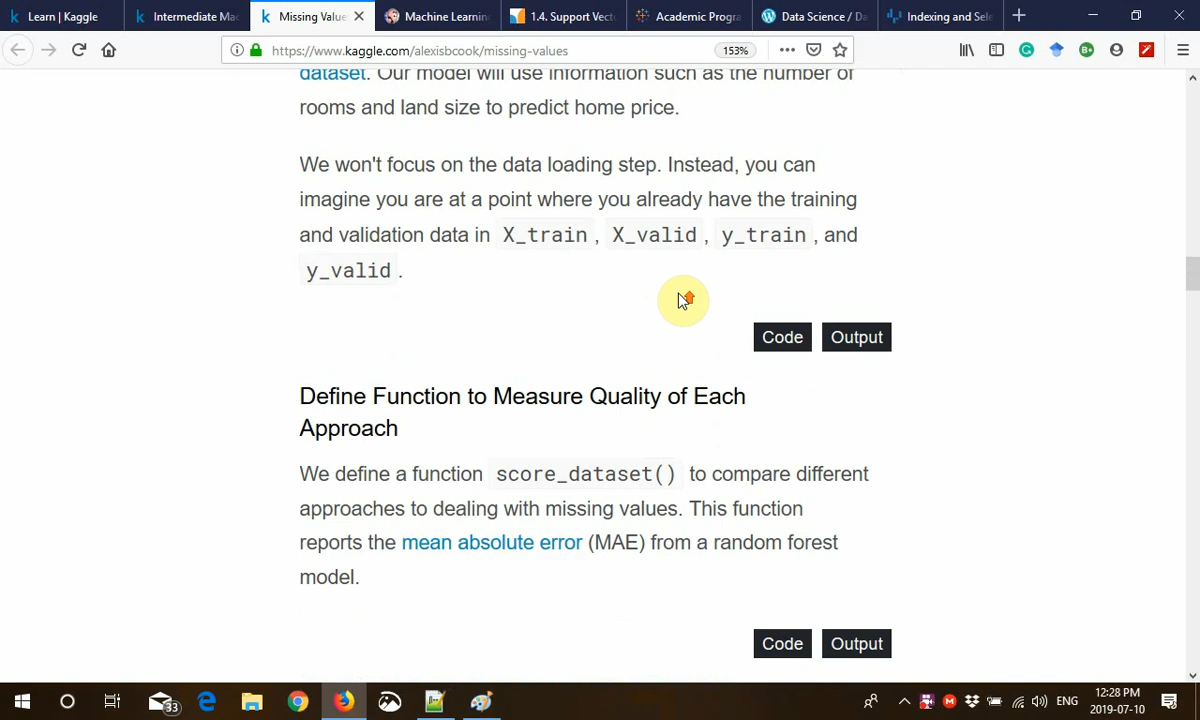 Learn | Kaggle
Intermediate Ma
Missing Value
Machine Learnin
1.4. Support Vect
Academic Progra
Data Science / Da
Indexing and Sele
https://www.kaggle.com/alexisbcook/missing-values
153%
dataset. Our model will use information such as the number of
rooms and land size to predict home price.
We won't focus on the data loading step. Instead, you can
imagine you are at a point where you already have the training
and validation data in X_train, X_valid, y_train, and
y_valid.
Code Output
Define Function to Measure Quality of Each
Approach
We define a function score_dataset() to compare different
approaches to dealing with missing values. This function
reports the mean absolute error (MAE) from a random forest
model.
Code Output
33
ENG
12:28 PM
2019-07-10